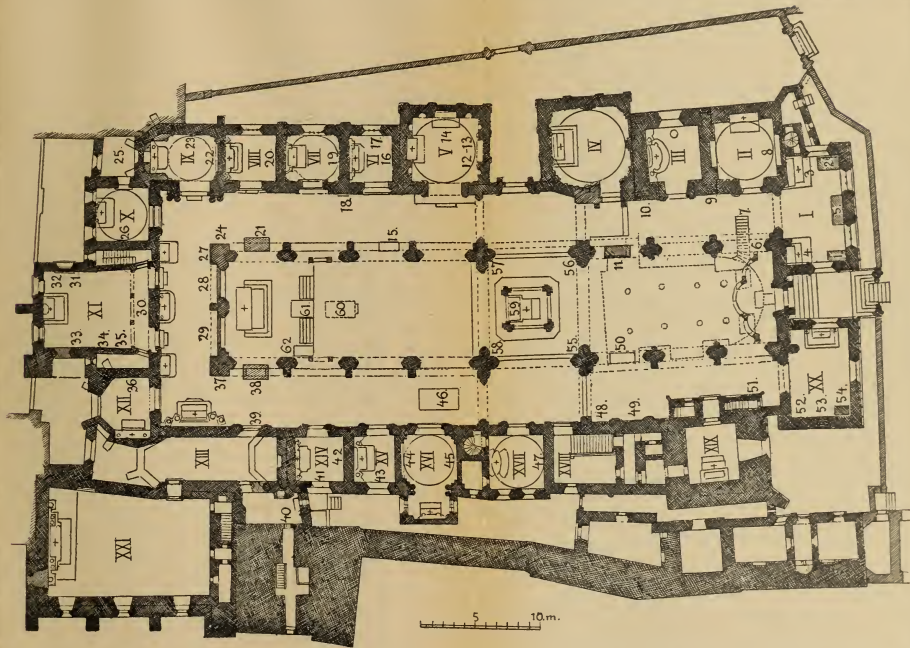 25.
IX
23
22
VIII
20
VII
19
VI
17
16
V
14
12-13
IV
III
II
8
3
2
I
5
4
X
26
24
21
18.
15.
10.
9
7.
6.
11
32
31
XI
33.
34.
35.
30
27
28
29
61
60
62
57
56
59
58
55
50
37
38
39
46.
48.
49.
51.
XX
52.
53.
54.
36
XII
XIII
41
XIV
42
43
XV
44
XVI
45
XVII
47
XVIII
XIX
40
XXI
5
10.m.